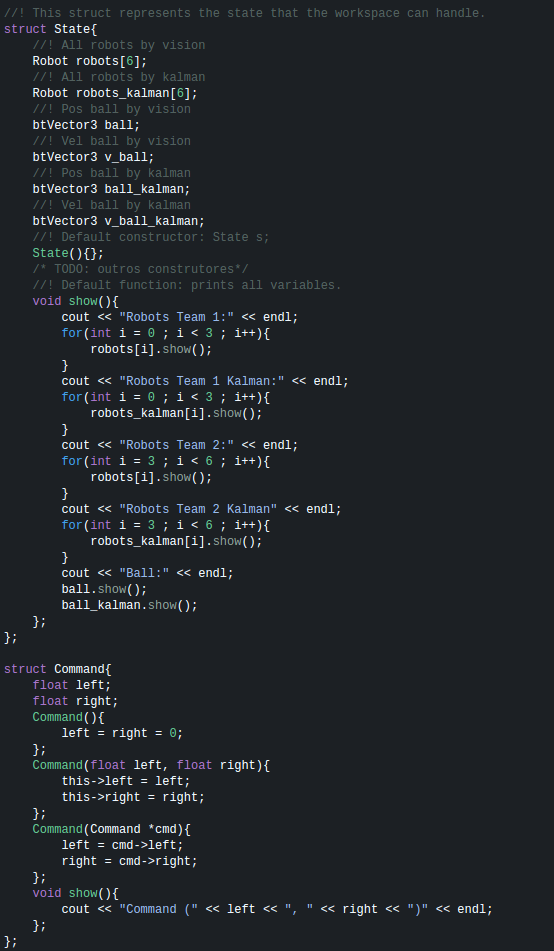 //! This struct represents the state that the workspace can handle.
struct State{
    //! All robots by vision
    Robot robots[6];
    //! All robots by kalman
    Robot robots_kalman[6];
    //! Pos ball by vision
    btVector3 ball;
    //! Vel ball by vision
    btVector3 v_ball;
    //! Pos ball by kalman
    btVector3 ball_kalman;
    //! Vel ball by kalman
    btVector3 v_ball_kalman;
    //! Default constructor: State s;
    State(){};
    /* TODO: outros construtores*/
    //! Default function: prints all variables.
    void show(){
        cout << "Robots Team 1:" << endl;
        for(int i = 0 ; i < 3 ; i++){
            robots[i].show();
        }
        cout << "Robots Team 1 Kalman:" << endl;
        for(int i = 0 ; i < 3 ; i++){
            robots_kalman[i].show();
        }
        cout << "Robots Team 2:" << endl;
        for(int i = 3 ; i < 6 ; i++){
            robots[i].show();
        }
        cout << "Robots Team 2 Kalman" << endl;
        for(int i = 3 ; i < 6 ; i++){
            robots_kalman[i].show();
        }
        cout << "Ball:" << endl;
        ball.show();
        ball_kalman.show();
    };
};

struct Command{
    float left;
    float right;
    Command(){
        left = right = 0;
    };
    Command(float left, float right){
        this->left = left;
        this->right = right;
    };
    Command(Command *cmd){
        left = cmd->left;
        right = cmd->right;
    };
    void show(){
        cout << "Command (" << left << ", " << right << ")" << endl;
    };
};